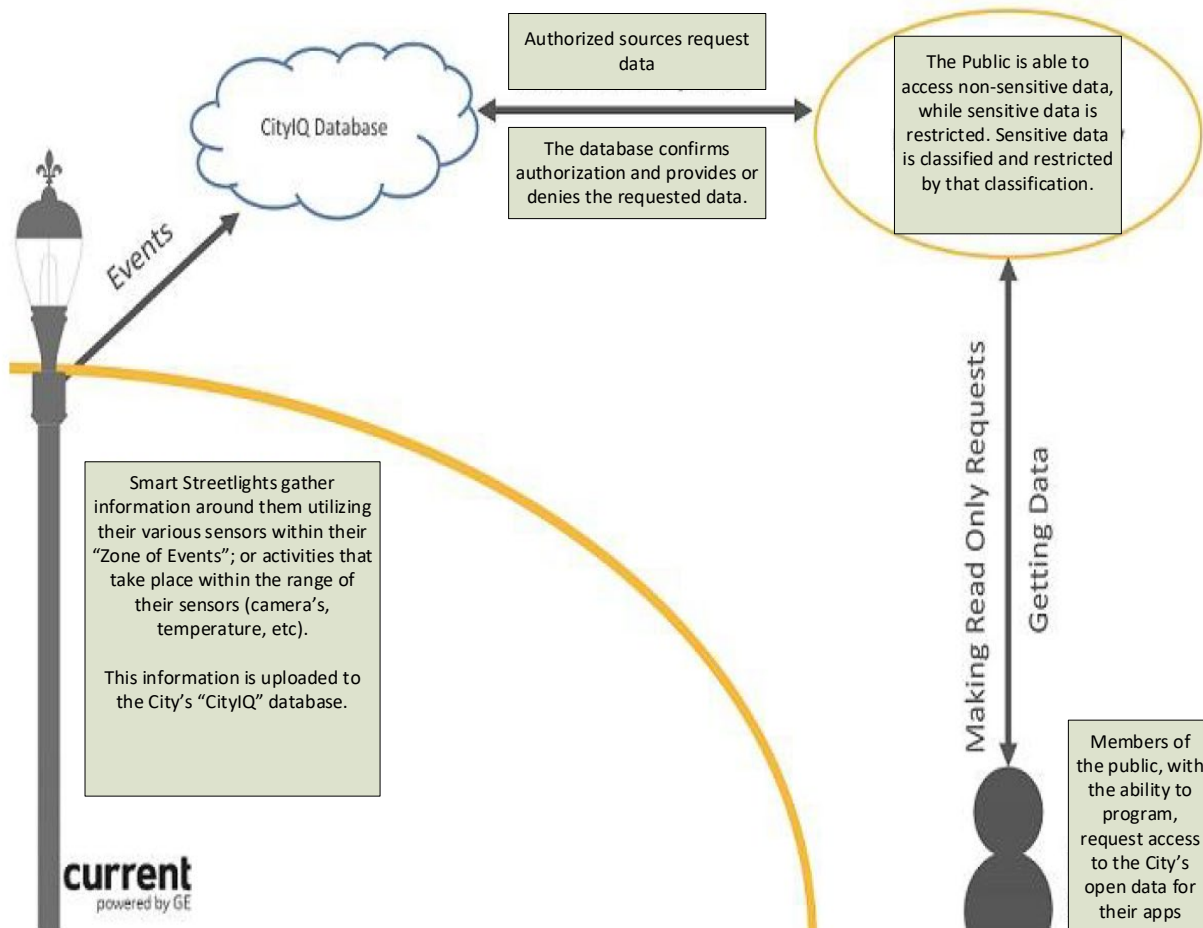 Authorized sources request
data
CityIQ Database
The database confirms
authorization and provides or
denies the requested data.
The Public is able to
access non-sensitive data,
while sensitive data is
restricted. Sensitive data
is classified and restricted
by that classification.
Events
Smart Streetlights gather
information around them utilizing
their various sensors within their
“Zone of Events”; or activities that
take place within the range of
their sensors (camera’s,
temperature, etc).
This information is uploaded to
the City’s “CityIQ” database.
Making Read Only Requests
Getting Data
Members of
the public, with
the ability to
program,
request access
to the City’s
open data for
their apps
current
powered by GE